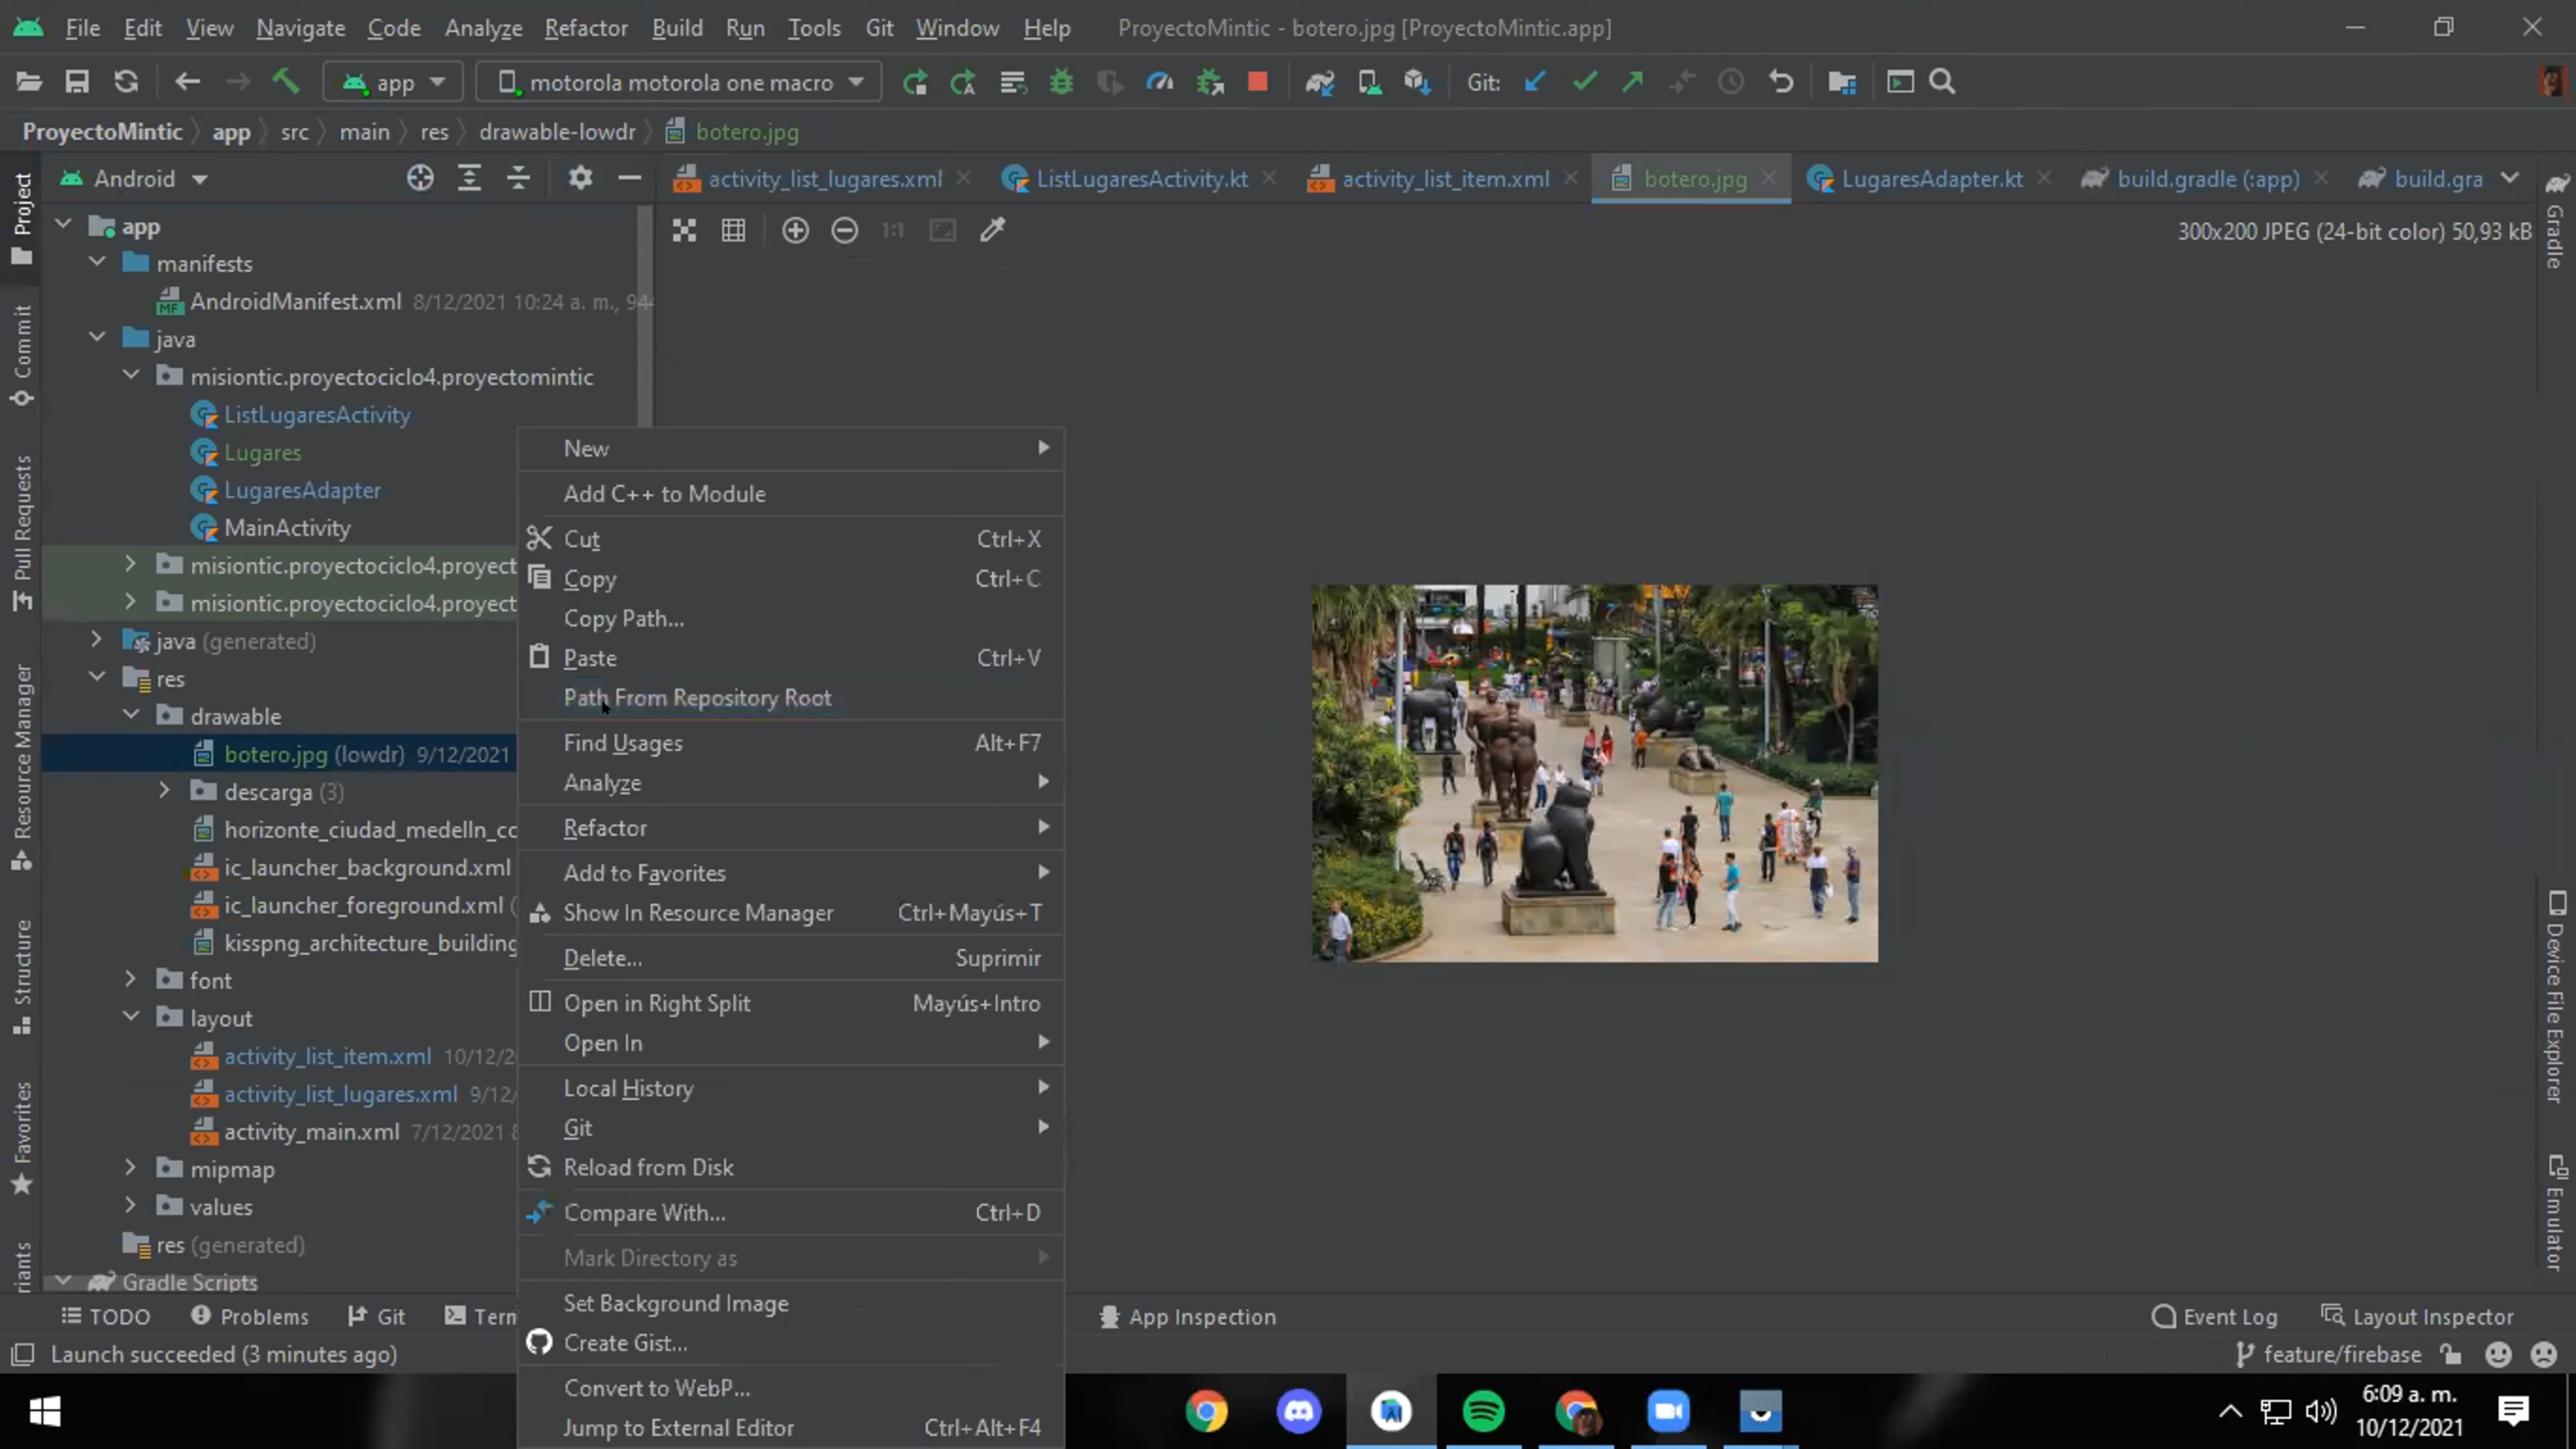 File Edit View Navigate Code Analyze Refactor Build Run Tools Git Window Help ProyectoMintic - botero.jpg [ProyectoMintic.app]
app motorola motorola one macro Git:
ProyectoMintic app src main res drawable-lowdr botero.jpg
Android activity_list_lugares.xml ListLugaresActivity.kt activity_list_item.xml botero.jpg LugaresAdapter.kt build.gradle (:app) build.gra
1:1 300x200 JPEG (24-bit color) 50,93 kB
Project
Commit
Pull Requests
Resource Manager
Structure
Favorites
riants
app
manifests
AndroidManifest.xml 8/12/2021 10:24 a. m., 944
java
misiontic.proyectociclo4.proyectomintic
ListLugaresActivity
Lugares
LugaresAdapter
MainActivity
misiontic.proyectociclo4.proyect
misiontic.proyectociclo4.proyect
java (generated)
res
drawable
botero.jpg (lowdr) 9/12/2021
descarga (3)
horizonte_ciudad_medelln_co
ic_launcher_background.xml
ic_launcher_foreground.xml (
kisspng_architecture_building
font
layout
activity_list_item.xml 10/12/2
activity_list_lugares.xml 9/12/
activity_main.xml 7/12/2021 8
mipmap
values
res (generated)
Gradle Scripts
New
Add C++ to Module
Cut Ctrl+X
Copy Ctrl+C
Copy Path...
Paste Ctrl+V
Path From Repository Root
Find Usages Alt+F7
Analyze
Refactor
Add to Favorites
Show In Resource Manager Ctrl+Mayús+T
Delete... Suprimir
Open in Right Split Mayús+Intro
Open In
Local History
Git
Reload from Disk
Compare With... Ctrl+D
Mark Directory as
Set Background Image
Create Gist...
Convert to WebP...
Jump to External Editor Ctrl+Alt+F4
Gradle
Device File Explorer
Emulator
TODO Problems Git Term App Inspection Event Log Layout Inspector
Launch succeeded (3 minutes ago) feature/firebase
6:09 a. m.
10/12/2021